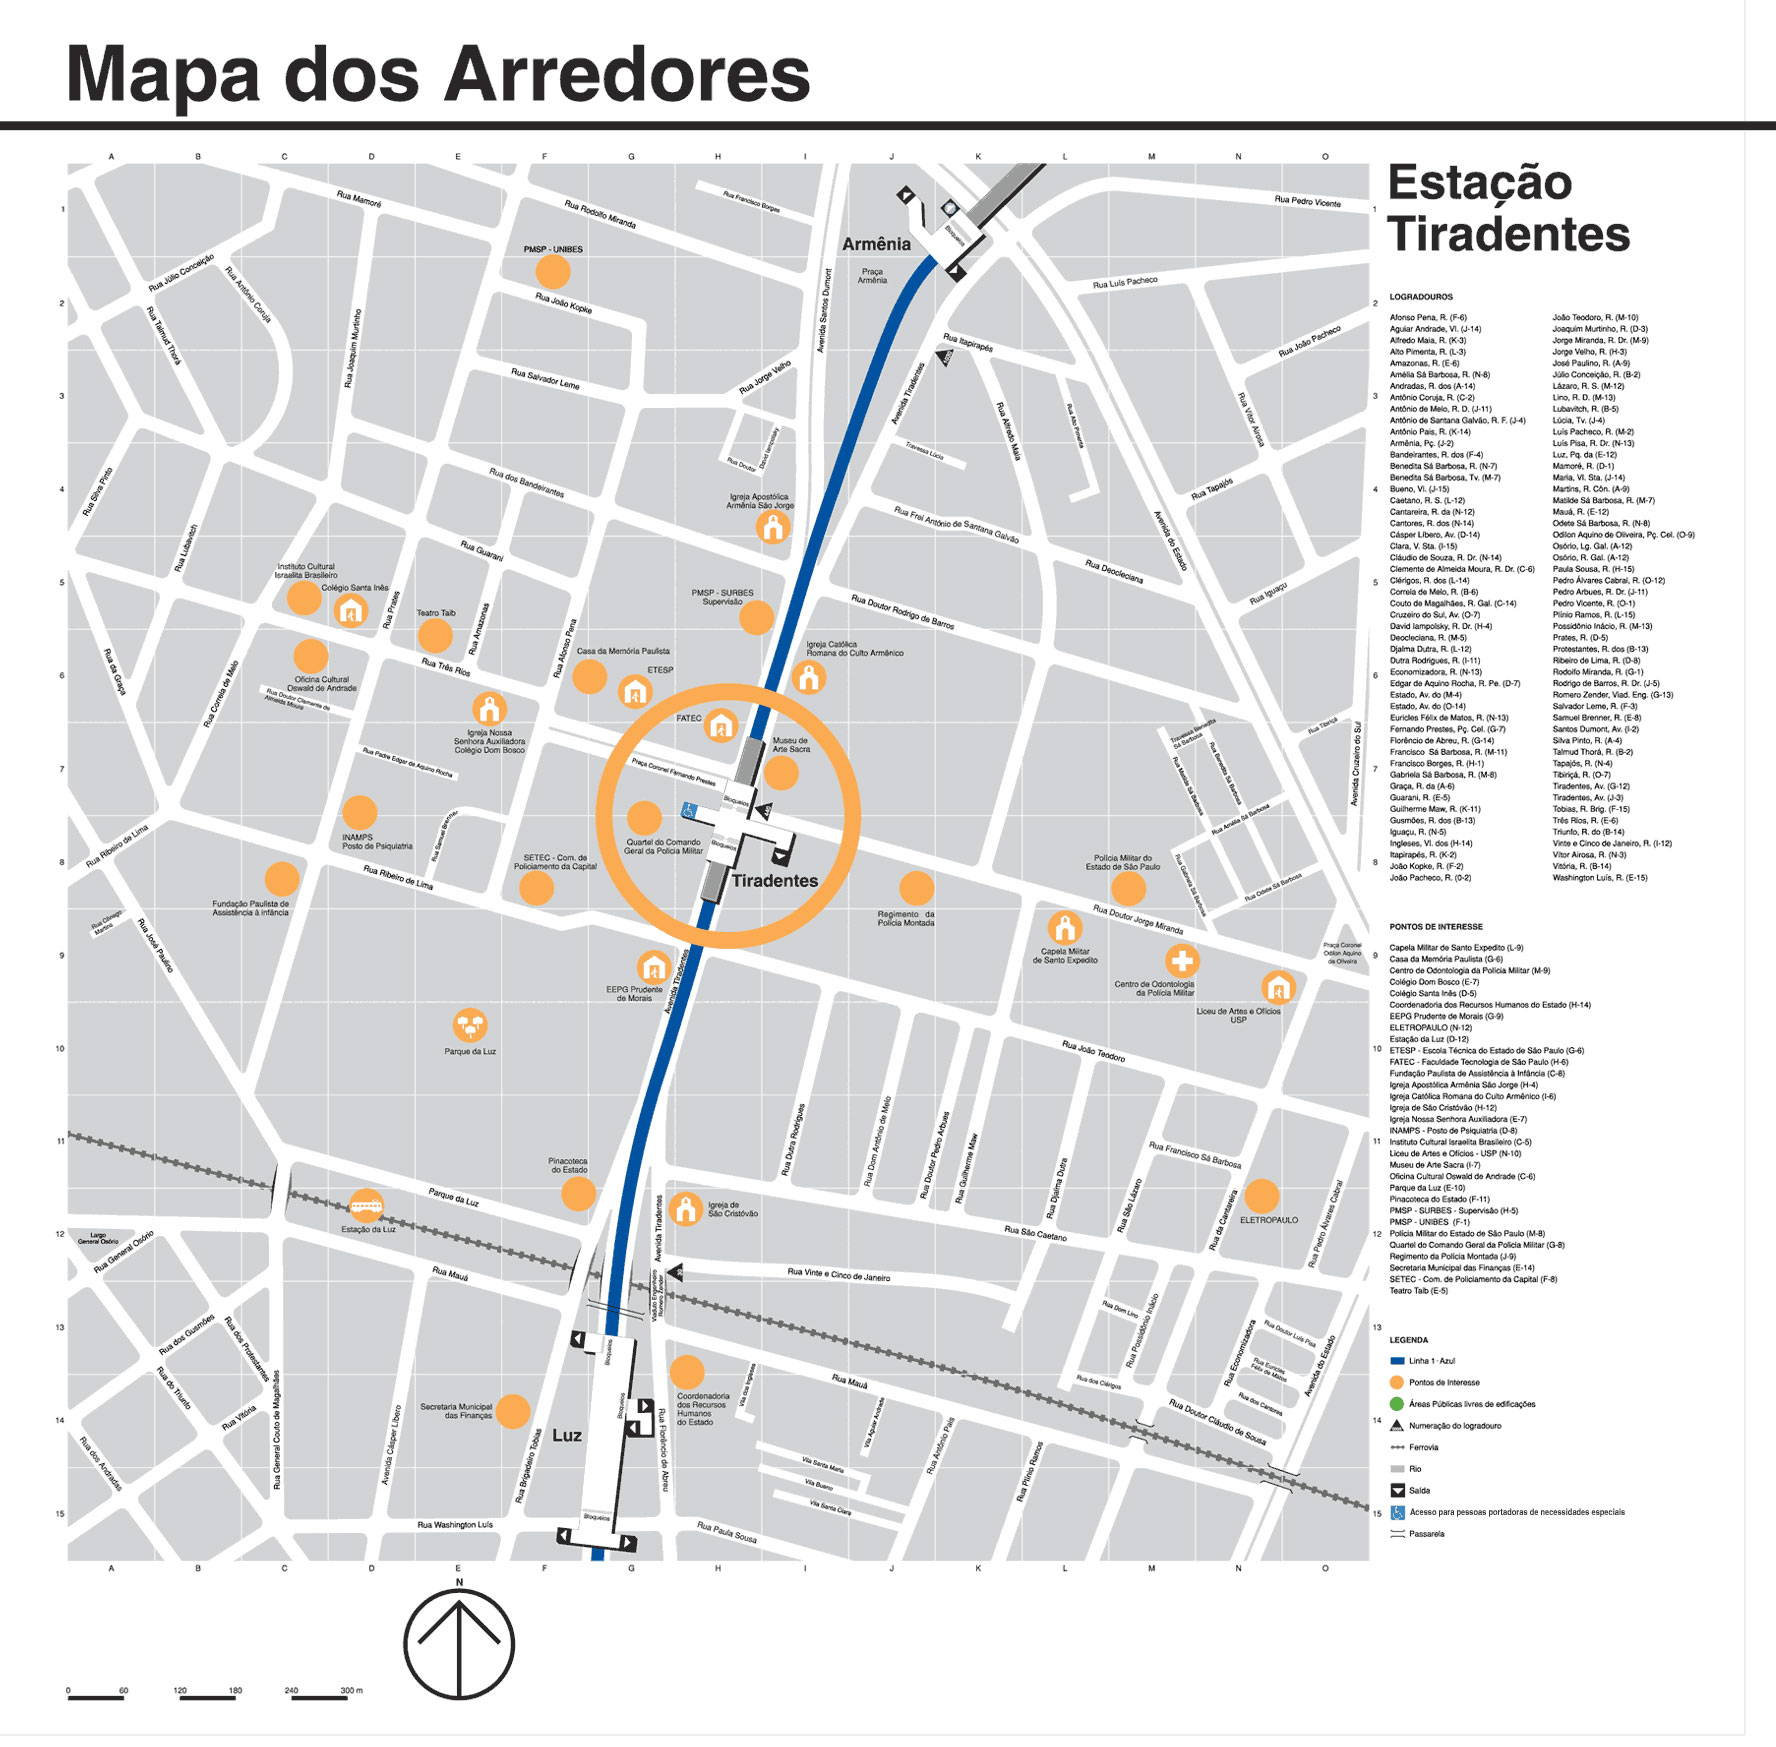 Mapa dos Arredores
Estação
Tiradentes
A B C D E F G H I J K L M N O
1
2
3
4
5
6
7
8
9
10
11
12
13
14
15
Rua Mamoré
Rua Rodolfo Miranda
Rua Francisco Borges
Rua Pedro Vicente
Armênia
Praça
Armênia
Bloqueios
PMSP - UNIBES
Rua Júlio Conceição
Rua Antônio Coruja
Rua Talmud Thorá
Rua Joaquim Murtinho
Rua João Kopke
Avenida Santos Dumont
Rua Luís Pacheco
Rua João Pacheco
Rua Itapirapés
Rua Salvador Leme
Rua Jorge Velho
Avenida Tiradentes
Rua Alfredo Maia
Rua Alto Pimenta
Rua Vítor Airosa
Travessa Lúcia
Rua Doutor
David Iampolsky
Rua Silva Pinto
Rua dos Bandeirantes
Igreja Apostólica
Armênia São Jorge
Rua Tapajós
Rua Lubavitch
Rua Guarani
Rua Frei Antônio de Santana Galvão
Avenida do Estado
Rua Deocleciana
Rua Iguaçu
Instituto Cultural
Israelita Brasileiro
Colégio Santa Inês
Rua Prates
Teatro Taib
Rua Amazonas
PMSP - SURBES
Supervisão
Rua Doutor Rodrigo de Barros
Rua da Graça
Rua Correia de Melo
Oficina Cultural
Oswald de Andrade
Rua Três Rios
Rua Afonso Pena
Casa da Memória Paulista
ETESP
Igreja Católica
Romana do Culto Armênico
Rua Doutor Clemente de
Almeida Moura
Igreja Nossa
Senhora Auxiliadora
Colégio Dom Bosco
FATEC
Museu de
Arte Sacra
Rua Padre Edgar de Aquino Rocha
Praça Coronel Fernando Prestes
Bloqueios
Travessa Benedita
Sá Barbosa
Rua Benedita Sá Barbosa
Rua Matilde Sá Barbosa
Rua Tibiriçá
Avenida Cruzeiro do Sul
Rua Amélia Sá Barbosa
INAMPS
Posto de Psiquiatria
Rua Samuel Brenner
Quartel do Comando
Geral da Policia Militar
Bloqueios
Tiradentes
Rua Ribeiro de Lima
Rua Ribeiro de Lima
SETEC - Com. de
Policiamento da Capital
Polícia Militar do
Estado de São Paulo
Rua Gabriela Sá Barbosa
Rua Odete Sá Barbosa
Fundação Paulista de
Assistência à infância
Regimento da
Polícia Montada
Rua Doutor Jorge Miranda
Rua Cônego
Martins
Rua José Paulino
Capela Militar
de Santo Expedito
Centro de Odontologia
da Polícia Militar
Praça Coronel
Odilon Aquino
de Oliveira
EEPG Prudente
de Morais
Avenida Tiradentes
Liceu de Artes e Ofícios
USP
Parque da Luz
Rua João Teodoro
Rua Dutra Rodrigues
Rua Dom Antônio de Melo
Rua Doutor Pedro Arbues
Rua Guilherme Maw
Rua Djalma Dutra
Rua São Lázaro
Rua Francisco Sá Barbosa
Rua da Cantareira
Rua Pedro Álvares Cabral
Pinacoteca
do Estado
Parque da Luz
Estação da Luz
Igreja de
São Cristóvão
Avenida Tiradentes
Rua São Caetano
ELETROPAULO
Largo
General Osório
Rua General Osório
Rua Mauá
Viaduto Engenheiro
Romero Zander
Rua Vinte e Cinco de Janeiro
Rua Dom Lino
Rua Possidônio Inácio
Rua Economizadora
Rua Doutor Luís Pisa
Rua Eurícles
Félix de Matos
Avenida do Estado
Rua dos Gusmões
Rua dos Protestantes
Rua do Triunfo
Rua Vitória
Rua General Couto de Magalhães
Avenida Cásper Líbero
Secretaria Municipal
das Finanças
Rua Brigadeiro Tobias
Luz
Bloqueios
Bloqueios
Bloqueios
Coordenadoria
dos Recursos
Humanos
do Estado
Rua Florêncio de Abreu
Vila dos Ingleses
Rua Mauá
Vila Aguiar Andrade
Rua dos Clérigos
Rua dos Cantores
Rua Doutor Cláudio de Sousa
Rua dos Andradas
Vila Santa Maria
Vila Bueno
Vila Santa Clara
Rua Antônio Pais
Rua Plínio Ramos
Rua Washington Luís
Rua Paula Sousa
A B C D E F G H I J K L M N O
N
0 60 120 180 240 300 m
LOGRADOUROS
Afonso Pena, R. (F-6)
Aguiar Andrade, Vl. (J-14)
Alfredo Maia, R. (K-3)
Alto Pimenta, R. (L-3)
Amazonas, R. (E-6)
Amélia Sá Barbosa, R. (N-8)
Andradas, R. dos (A-14)
Antônio Coruja, R. (C-2)
Antônio de Melo, R. D. (J-11)
Antônio de Santana Galvão, R. F. (J-4)
Antônio Pais, R. (K-14)
Armênia, Pç. (J-2)
Bandeirantes, R. dos (F-4)
Benedita Sá Barbosa, R. (N-7)
Benedita Sá Barbosa, Tv. (M-7)
Bueno, Vl. (J-15)
Caetano, R. S. (L-12)
Cantareira, R. da (N-12)
Cantores, R. dos (N-14)
Cásper Líbero, Av. (D-14)
Clara, V. Sta. (I-15)
Cláudio de Souza, R. Dr. (N-14)
Clemente de Almeida Moura, R. Dr. (C-6)
Clérigos, R. dos (L-14)
Correia de Melo, R. (B-6)
Couto de Magalhães, R. Gal. (C-14)
Cruzeiro do Sul, Av. (O-7)
David Iampolsky, R. Dr. (H-4)
Deocleciana, R. (M-5)
Djalma Dutra, R. (L-12)
Dutra Rodrigues, R. (I-11)
Economizadora, R. (N-13)
Edgar de Aquino Rocha, R. Pe. (D-7)
Estado, Av. do (M-4)
Estado, Av. do (O-14)
Eurícles Félix de Matos, R. (N-13)
Fernando Prestes, Pç. Cel. (G-7)
Florêncio de Abreu, R. (G-14)
Francisco Sá Barbosa, R. (M-11)
Francisco Borges, R. (H-1)
Gabriela Sá Barbosa, R. (M-8)
Graça, R. da (A-6)
Guarani, R. (E-5)
Guilherme Maw, R. (K-11)
Gusmões, R. dos (B-13)
Iguaçu, R. (N-5)
Ingleses, Vl. dos (H-14)
Itapirapés, R. (K-2)
João Kopke, R. (F-2)
João Pacheco, R. (0-2)
João Teodoro, R. (M-10)
Joaquim Murtinho, R. (D-3)
Jorge Miranda, R. Dr. (M-9)
Jorge Velho, R. (H-3)
José Paulino, R. (A-9)
Júlio Conceição, R. (B-2)
Lázaro, R. S. (M-12)
Lino, R. D. (M-13)
Lubavitch, R. (B-5)
Lúcia, Tv. (J-4)
Luís Pacheco, R. (M-2)
Luís Pisa, R. Dr. (N-13)
Luz, Pq. da (E-12)
Mamoré, R. (D-1)
Maria, Vl. Sta. (J-14)
Martins, R. Côn. (A-9)
Matilde Sá Barbosa, R. (M-7)
Mauá, R. (E-12)
Odete Sá Barbosa, R. (N-8)
Odilon Aquino de Oliveira, Pç. Cel. (O-9)
Osório, Lg. Gal. (A-12)
Osório, R. Gal. (A-12)
Paula Sousa, R. (H-15)
Pedro Álvares Cabral, R. (O-12)
Pedro Arbues, R. Dr. (J-11)
Pedro Vicente, R. (O-1)
Plínio Ramos, R. (L-15)
Possidônio Inácio, R. (M-13)
Prates, R. (D-5)
Protestantes, R. dos (B-13)
Ribeiro de Lima, R. (D-8)
Rodolfo Miranda, R. (G-1)
Rodrigo de Barros, R. Dr. (J-5)
Romero Zender, Viad. Eng. (G-13)
Salvador Leme, R. (F-3)
Samuel Brenner, R. (E-8)
Santos Dumont, Av. (I-2)
Silva Pinto, R. (A-4)
Talmud Thorá, R. (B-2)
Tapajós, R. (N-4)
Tibiriçá, R. (O-7)
Tiradentes, Av. (G-12)
Tiradentes, Av. (J-3)
Tobias, R. Brig. (F-15)
Três Rios, R. (E-6)
Triunfo, R. do (B-14)
Vinte e Cinco de Janeiro, R. (I-12)
Vítor Airosa, R. (N-3)
Vitória, R. (B-14)
Washington Luís, R. (E-15)
PONTOS DE INTERESSE
Capela Militar de Santo Expedito (L-9)
Casa da Memória Paulista (G-6)
Centro de Odontologia da Policia Militar (M-9)
Colégio Dom Bosco (E-7)
Colégio Santa Inês (D-5)
Coordenadoria dos Recursos Humanos do Estado (H-14)
EEPG Prudente de Morais (G-9)
ELETROPAULO (N-12)
Estação da Luz (D-12)
ETESP - Escola Técnica do Estado de São Paulo (G-6)
FATEC - Faculdade Tecnologia de São Paulo (H-6)
Fundação Paulista de Assistência à Infância (C-8)
Igreja Apostólica Armênia São Jorge (H-4)
Igreja Católica Romana do Culto Armênico (I-6)
Igreja de São Cristóvão (H-12)
Igreja Nossa Senhora Auxiliadora (E-7)
INAMPS - Posto de Psiquiatria (D-8)
Instituto Cultural Israelita Brasileiro (C-5)
Liceu de Artes e Ofícios - USP (N-10)
Museu de Arte Sacra (I-7)
Oficina Cultural Oswald de Andrade (C-6)
Parque da Luz (E-10)
Pinacoteca do Estado (F-11)
PMSP - SURBES - Supervisão (H-5)
PMSP - UNIBES (F-1)
Polícia Militar do Estado de São Paulo (M-8)
Quartel do Comando Geral da Policia Militar (G-8)
Regimento da Polícia Montada (J-9)
Secretaria Municipal das Finanças (E-14)
SETEC - Com. de Policiamento da Capital (F-8)
Teatro Taib (E-5)
LEGENDA
Linha 1 - Azul
Pontos de Interesse
Áreas Públicas livres de edificações
Numeração do logradouro
Ferrovia
Rio
Saída
Acesso para pessoas portadoras de necessidades especiais
Passarela